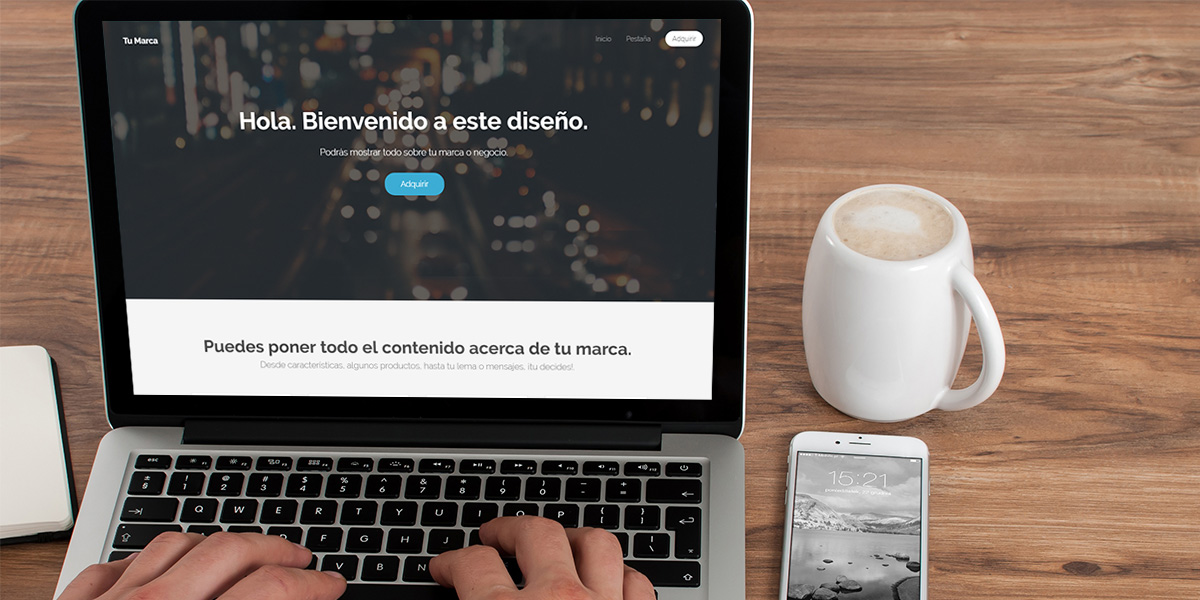 Tu Marca
Inicio Pestaña Adquirir
Hola. Bienvenido a este diseño.
Podrás mostrar todo sobre tu marca o negocio.
Adquirir
Puedes poner todo el contenido acerca de tu marca.
Desde características, algunos productos, hasta tu lema o mensajes, ¡tu decides!
15:21
esc
Q W E R T Y U I O P
F G H J
V B N